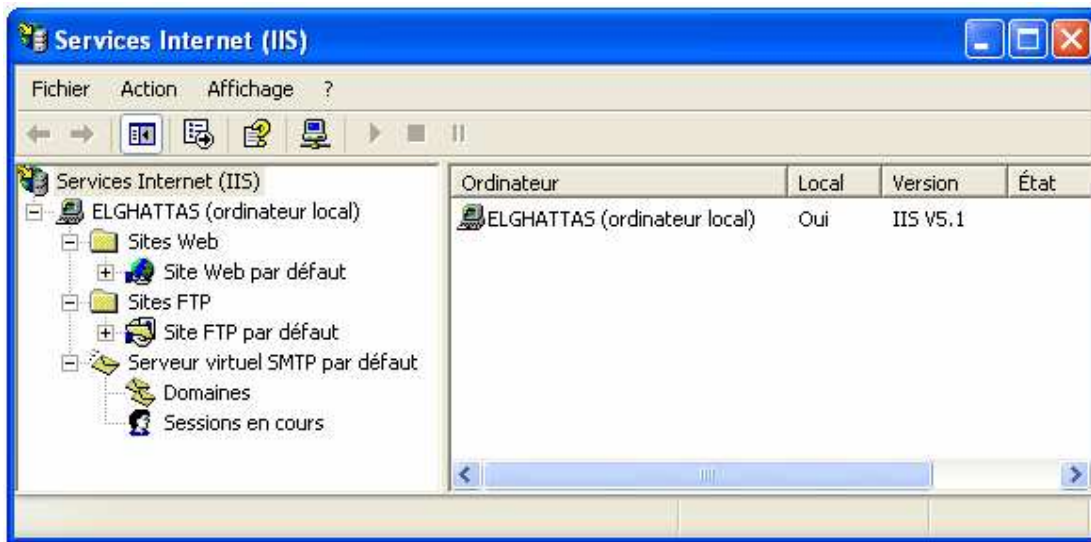 Services Internet (IIS)
Fichier Action Affichage ?
Services Internet (IIS)
ELGHATTAS (ordinateur local)
Sites Web
Site Web par défaut
Sites FTP
Site FTP par défaut
Serveur virtuel SMTP par défaut
Domaines
Sessions en cours
Ordinateur Local Version État
ELGHATTAS (ordinateur local) Oui IIS V5.1